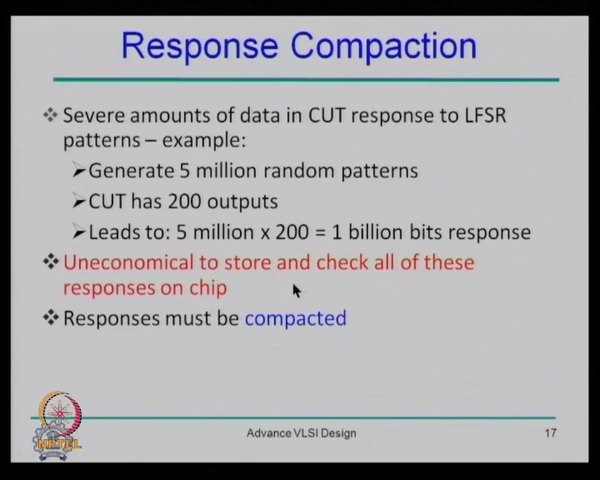 Response Compaction
❖ Severe amounts of data in CUT response to LFSR
patterns – example:
➢Generate 5 million random patterns
➢CUT has 200 outputs
➢Leads to: 5 million x 200 = 1 billion bits response
❖ Uneconomical to store and check all of these
responses on chip
❖ Responses must be compacted
NPTEL
Advance VLSI Design
17